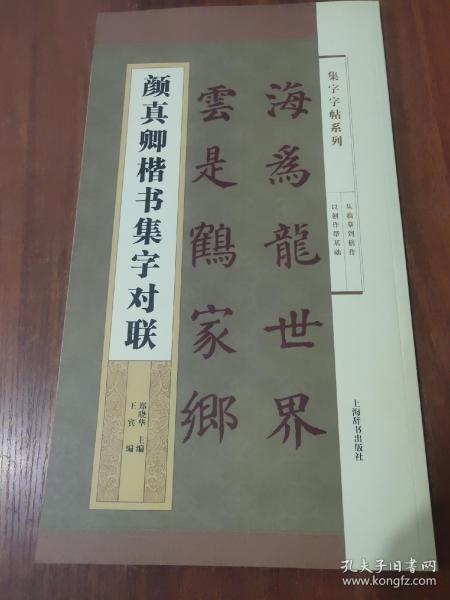 集字字帖系列
从临摹到创作
以创作带基础
海为龍世界
雲是鶴家鄉
颜真卿楷书集字对联
郑晓华 主编
王宾 编
上海辞书出版社
孔夫子旧书网
www.kongfz.com